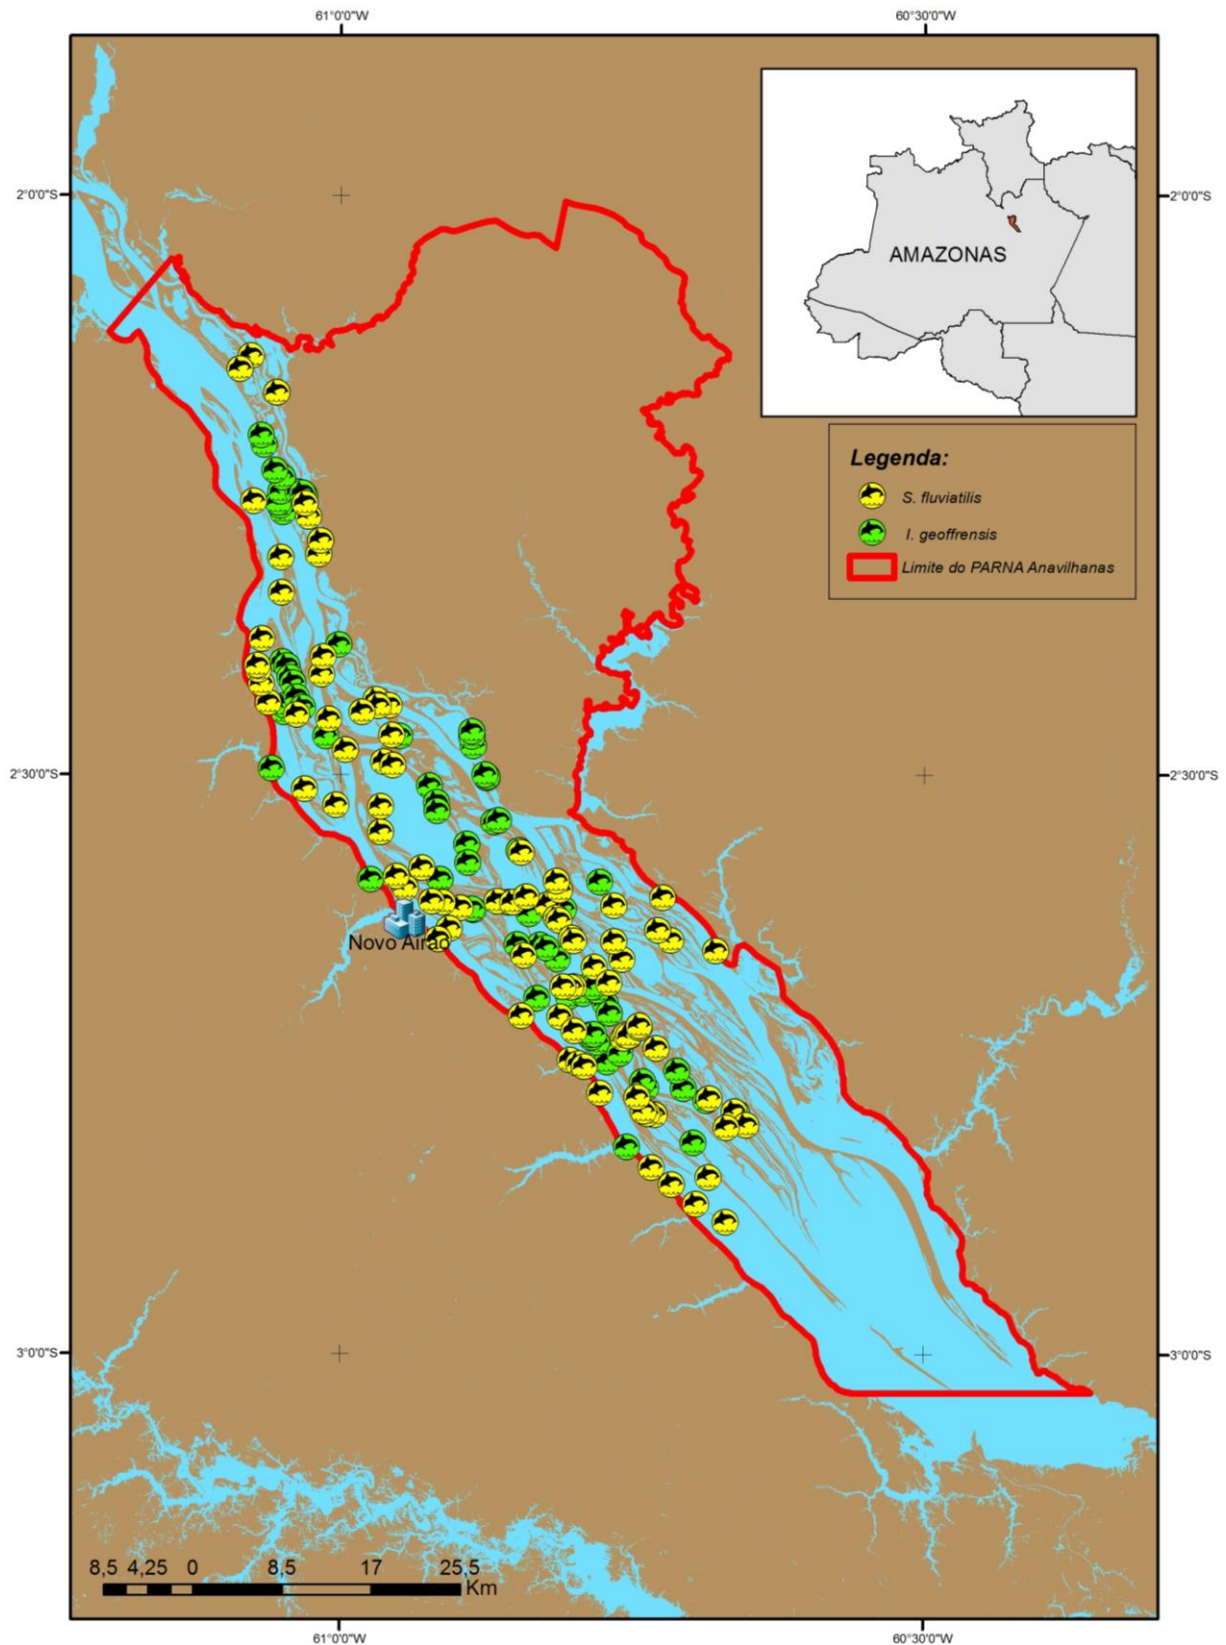 61°0'0"W
60°30'0"W
2°0'0"S
2°0'0"S
AMAZONAS
Legenda:
S. fluviatilis
I. geoffrensis
Limite do PARNA Anavilhanas
2°30'0"S
2°30'0"S
Novo Airão
3°0'0"S
3°0'0"S
8,5 4,25 0 8,5 17 25,5
Km
61°0'0"W
60°30'0"W